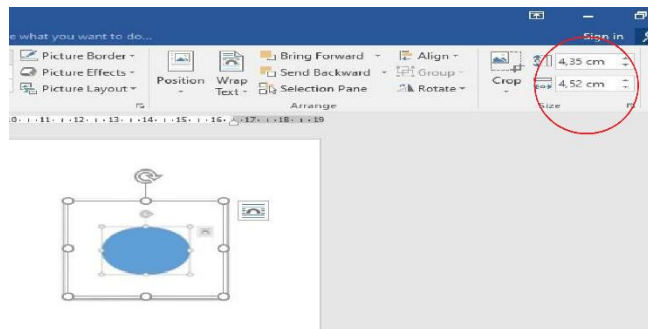 e what you want to do...
Sign in
Picture Border
Picture Effects
Picture Layout
Position
Wrap Text
Bring Forward
Send Backward
Selection Pane
Align
Group
Rotate
Arrange
Crop
4,35 cm
4,52 cm
Size
0 11 12 13 14 15 16 17 18 19